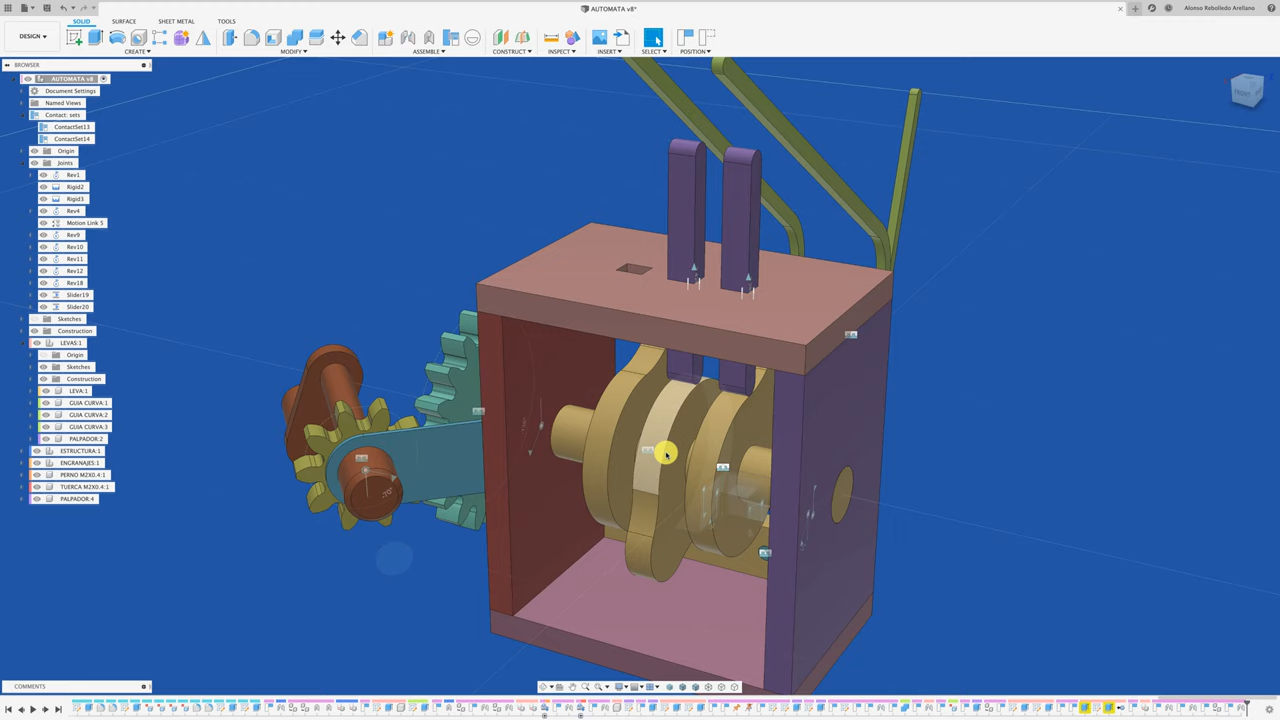 AUTOMATA v8*
Alonso Rebolledo Arellano
SOLID
SURFACE
SHEET METAL
TOOLS
DESIGN
CREATE
MODIFY
ASSEMBLE
CONSTRUCT
INSPECT
INSERT
SELECT
POSITION
BROWSER
AUTOMATA v8
Document Settings
Named Views
Contact: sets
ContactSet13
ContactSet14
Origin
Joints
Rev1
Rigid2
Rigid3
Rev4
Motion Link 5
Rev9
Rev10
Rev11
Rev12
Rev18
Slider19
Slider20
Sketches
Construction
LEVAS:1
Origin
Sketches
Construction
LEVA:1
GUIA CURVA:1
GUIA CURVA:2
GUIA CURVA:3
PALPADOR:2
ESTRUCTURA:1
ENGRANAJES:1
PERNO M2X0.4:1
TUERCA M2X0.4:1
PALPADOR:4
FRONT
COMMENTS